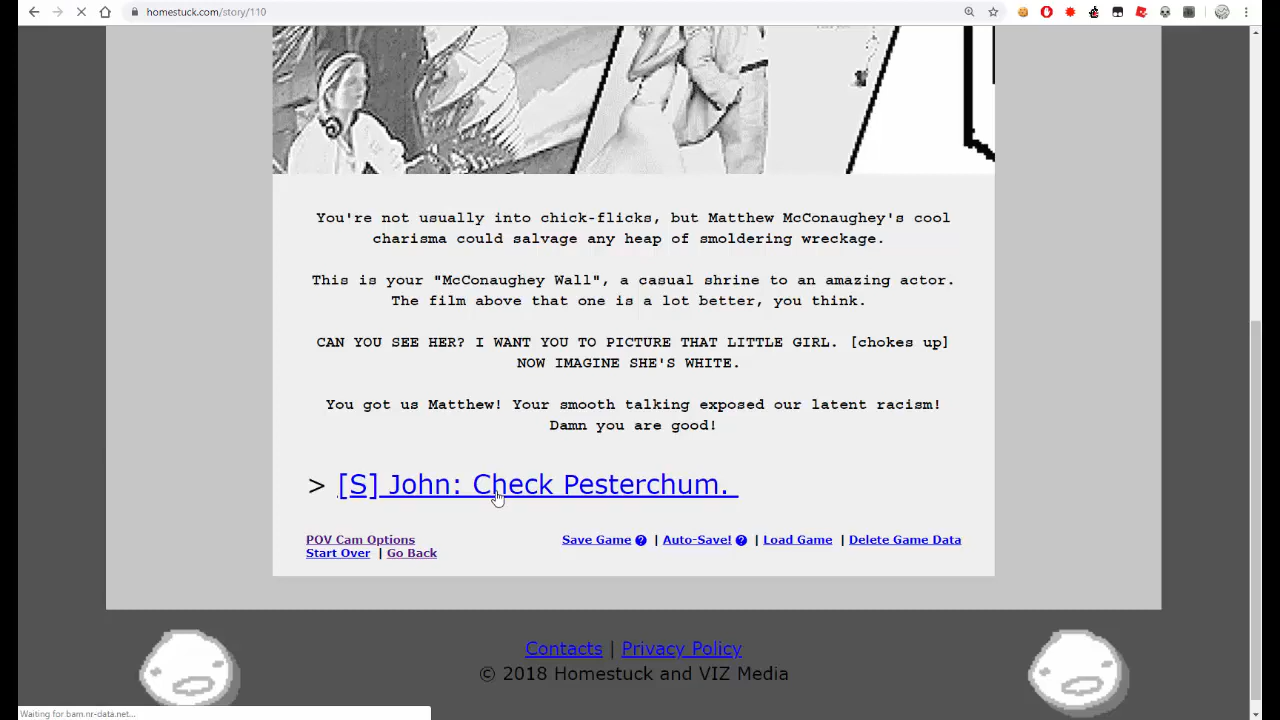 homestuck.com/story/110
You're not usually into chick-flicks, but Matthew McConaughey's cool
charisma could salvage any heap of smoldering wreckage.
This is your "McConaughey Wall", a casual shrine to an amazing actor.
The film above that one is a lot better, you think.
CAN YOU SEE HER? I WANT YOU TO PICTURE THAT LITTLE GIRL. [chokes up]
NOW IMAGINE SHE'S WHITE.
You got us Matthew! Your smooth talking exposed our latent racism!
Damn you are good!
> [S] John: Check Pesterchum.
POV Cam Options
Save Game ? | Auto-Save! ? | Load Game | Delete Game Data
Start Over | Go Back
Contacts | Privacy Policy
© 2018 Homestuck and VIZ Media
Waiting for bam.nr-data.net...